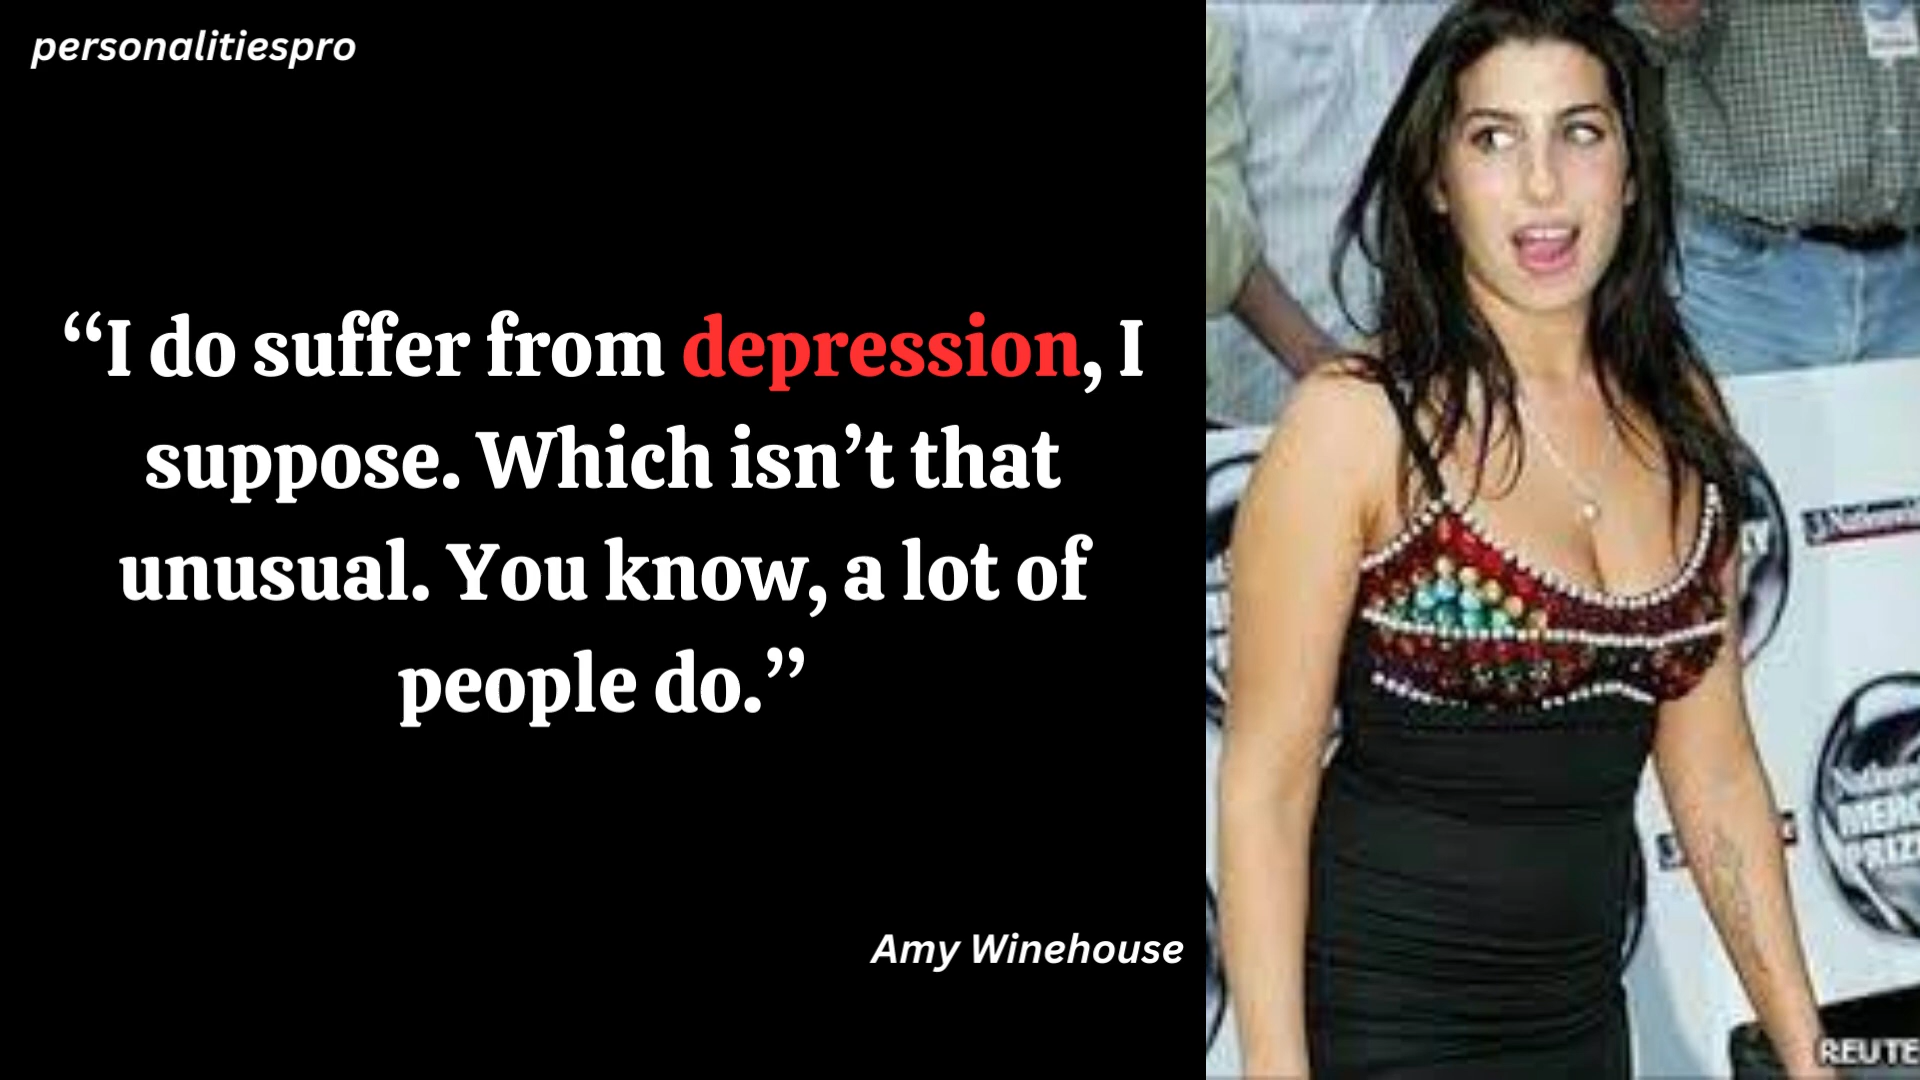 personalitiespro
“I do suffer from depression, I
suppose. Which isn’t that
unusual. You know, a lot of
people do.”
Amy Winehouse
REUTE